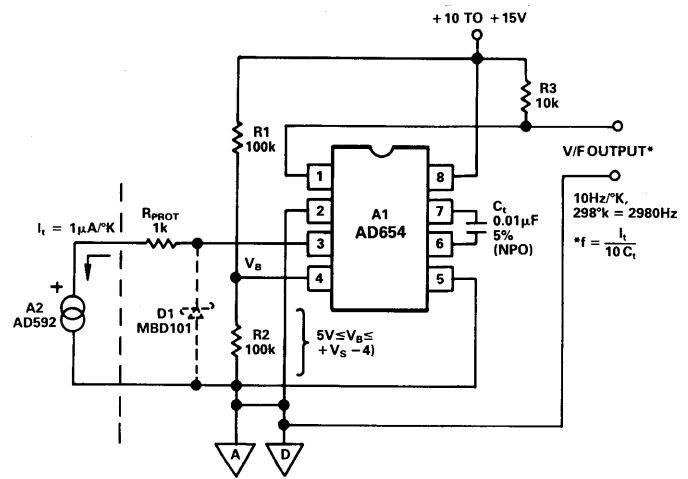 +10 TO +15V
R3
10k
R1
100k
V/F OUTPUT*
1
8
A1
AD654
2
7
Ct
0.01μF
5%
(NPO)
10Hz/°K,
298°k = 2980Hz
*f = It
10 Ct
It = 1μA/°K
RPROT
1k
3
6
VB
4
5
+
A2
AD592
D1
MBD101
R2
100k
5V≤VB≤
+VS −4)
A
D